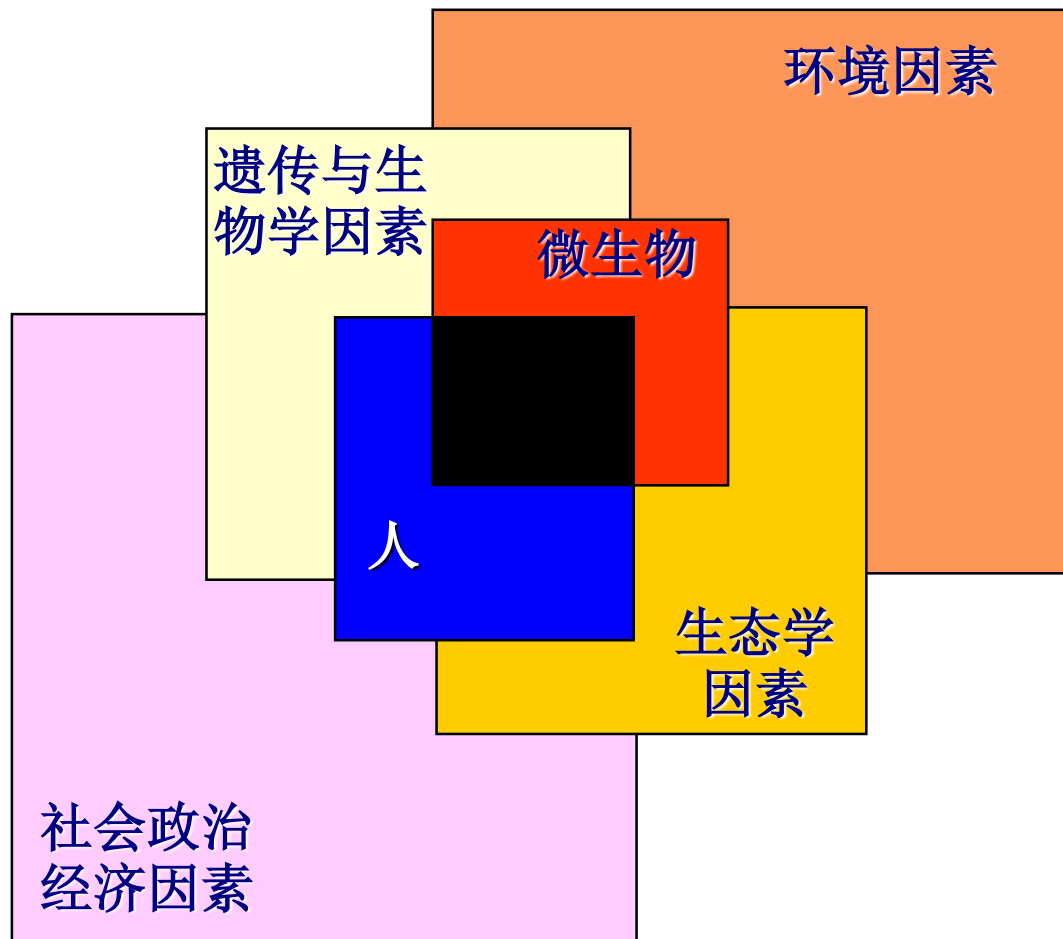 环境因素
遗传与生
物学因素
微生物
人
生态学
因素
社会政治
经济因素